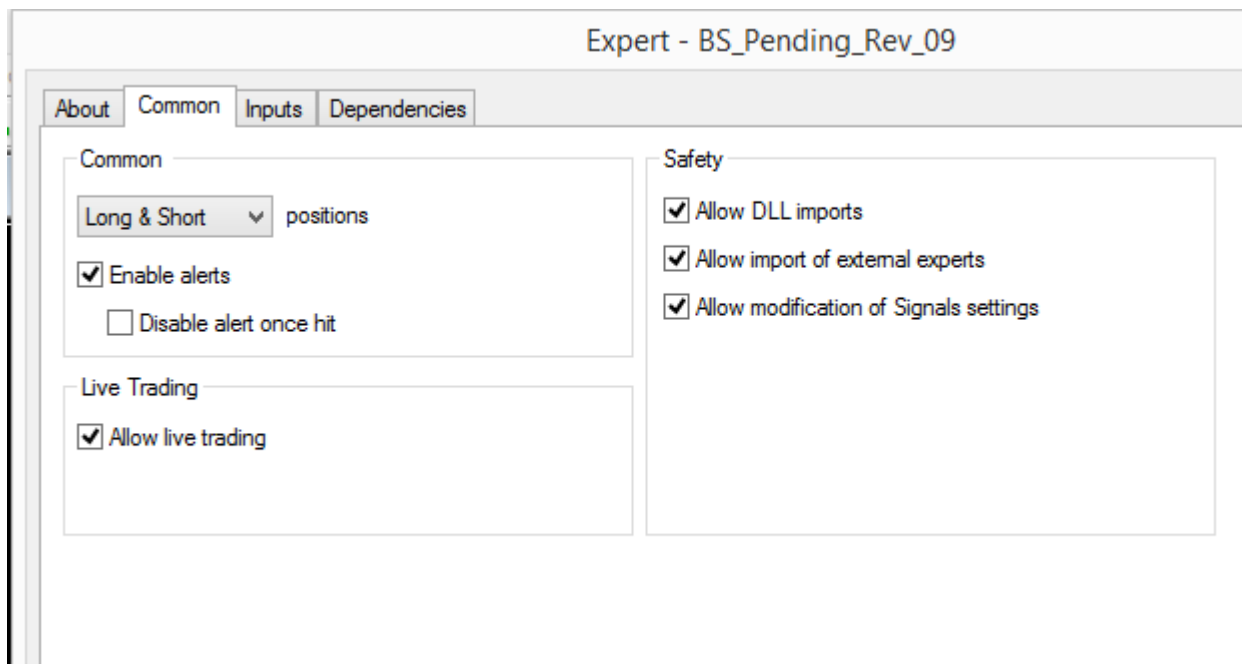 Expert - BS_Pending_Rev_09
About Common Inputs Dependencies
Common
Long & Short positions
Enable alerts
Disable alert once hit
Live Trading
Allow live trading
Safety
Allow DLL imports
Allow import of external experts
Allow modification of Signals settings